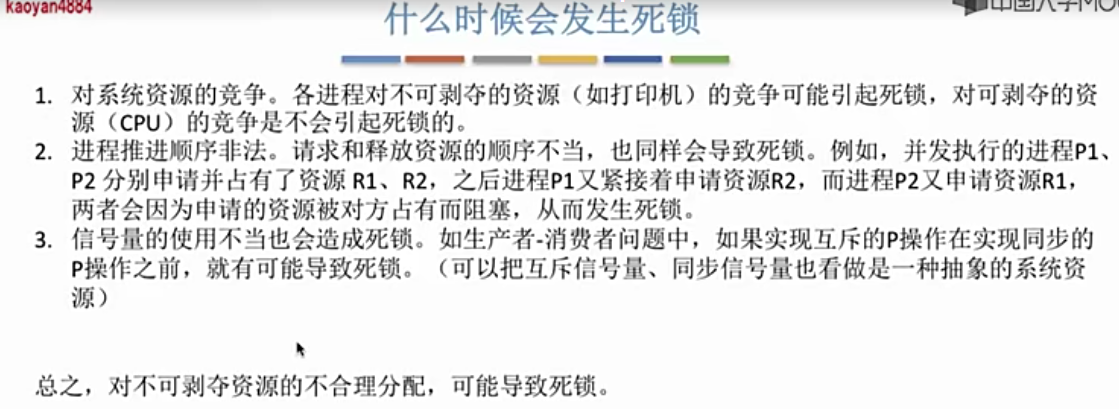 kaoyan4884
中国大学MOO
什么时候会发生死锁
1. 对系统资源的竞争。各进程对不可剥夺的资源（如打印机）的竞争可能引起死锁，对可剥夺的资
源（CPU）的竞争是不会引起死锁的。
2. 进程推进顺序非法。请求和释放资源的顺序不当，也同样会导致死锁。例如，并发执行的进程P1、
P2 分别申请并占有了资源 R1、R2，之后进程P1又紧接着申请资源R2，而进程P2又申请资源R1，
两者会因为申请的资源被对方占有而阻塞，从而发生死锁。
3. 信号量的使用不当也会造成死锁。如生产者-消费者问题中，如果实现互斥的P操作在实现同步的
P操作之前，就有可能导致死锁。（可以把互斥信号量、同步信号量也看做是一种抽象的系统资
源）
总之，对不可剥夺资源的不合理分配，可能导致死锁。